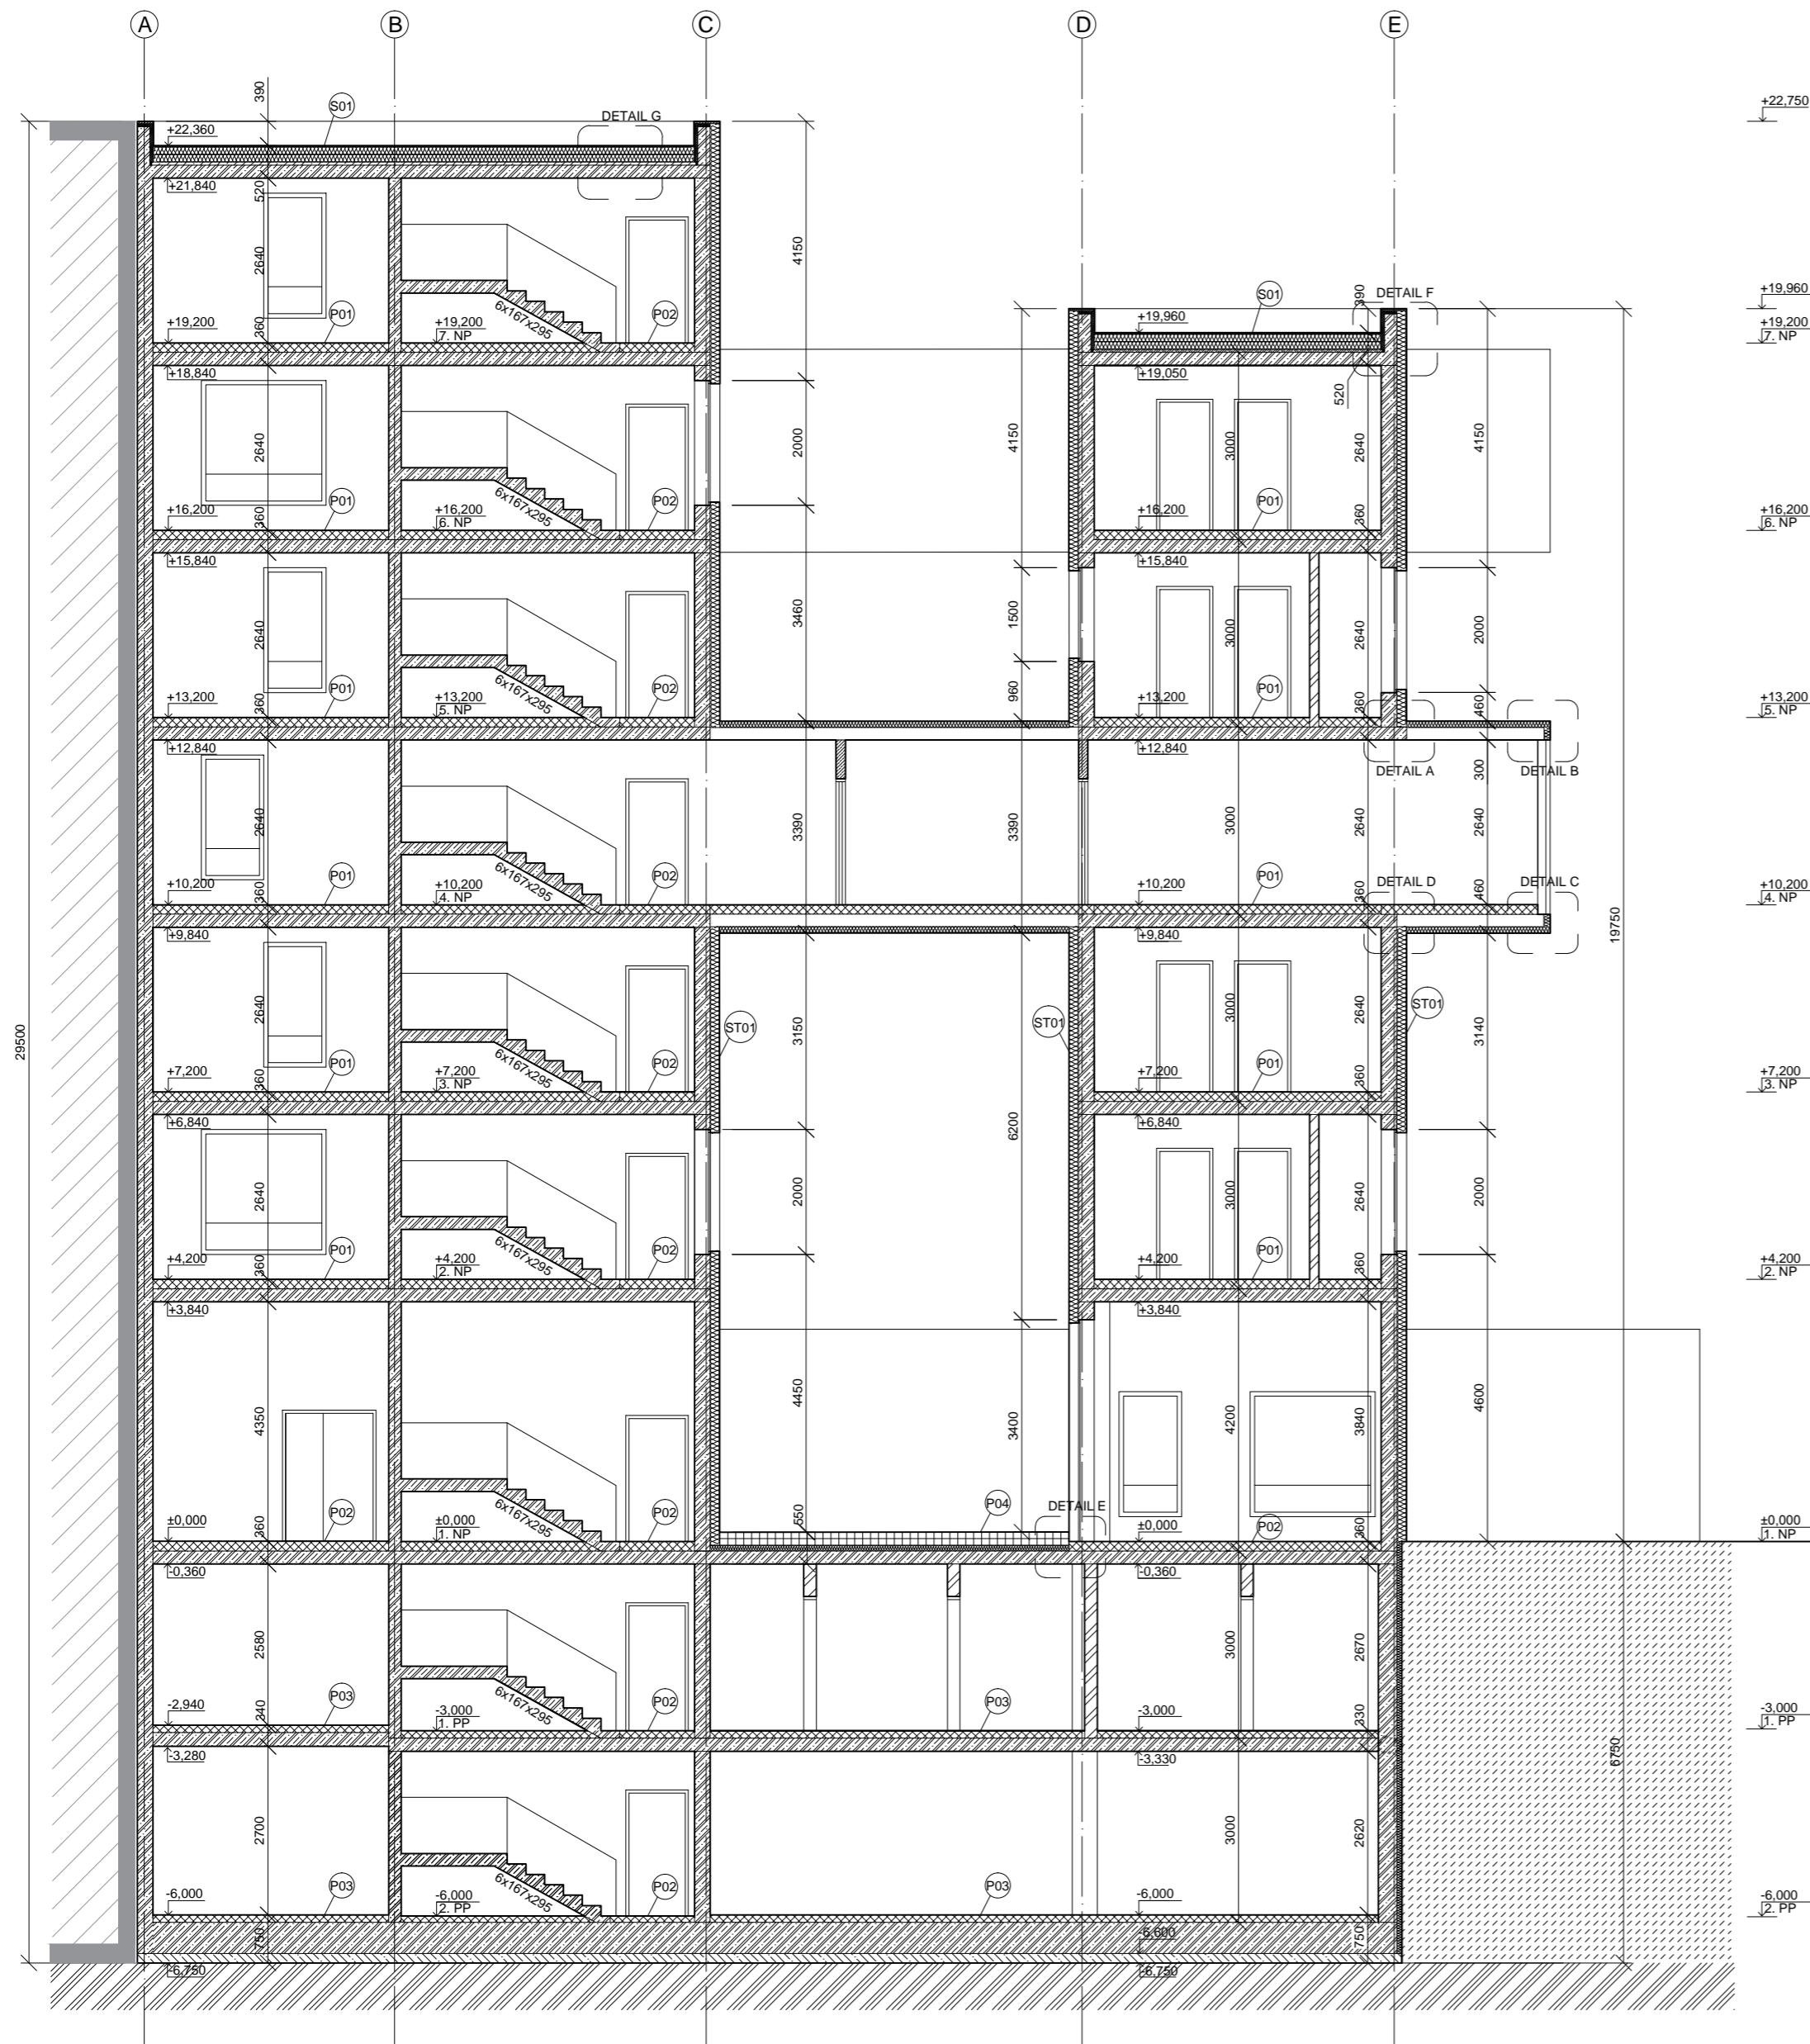 A B C D E
390
S01
DETAIL G
+22,360
+22,750
+21,840
520
2640
4150
6x167x295
P01
P02
360
+19,200
+19,200
7. NP
S01
390
DETAIL F
+19,960
+19,960
+19,200
7. NP
+18,840
+19,050
520
2640
2000
4150
3000
2640
4150
6x167x295
P01
P02
P01
360
+16,200
+16,200
6. NP
+16,200
360
+16,200
6. NP
+15,840
+15,840
2640
3460
1500
3000
2640
2000
6x167x295
P01
P02
P01
960
360
+13,200
+13,200
5. NP
+13,200
360
460
+13,200
5. NP
+12,840
+12,840
DETAIL A
DETAIL B
300
2640
3390
3390
3000
2640
2640
6x167x295
P01
P02
P01
DETAIL D
DETAIL C
360
+10,200
+10,200
4. NP
+10,200
360
460
+10,200
4. NP
+9,840
+9,840
19750
29500
2640
ST01
3150
ST01
3000
2640
ST01
3140
6x167x295
P01
P02
P01
360
+7,200
+7,200
3. NP
+7,200
360
+7,200
3. NP
+6,840
+6,840
6200
2640
2000
3000
2640
2000
6x167x295
P01
P02
P01
360
+4,200
+4,200
2. NP
+4,200
360
+4,200
2. NP
+3,840
+3,840
4350
4450
3400
4200
3840
4600
6x167x295
P02
P02
550
P04
DETAIL E
P02
360
±0,000
±0,000
1. NP
±0,000
360
±0,000
1. NP
-0,360
-0,360
2580
3000
2670
6x167x295
P03
P02
P03
340
-2,940
-3,000
1. PP
-3,000
330
-3,000
1. PP
-3,280
-3,330
6750
2700
3000
2620
6x167x295
P03
P02
P03
-6,000
-6,000
2. PP
-6,000
-6,000
2. PP
750
-6,600
750
-6,750
-6,750